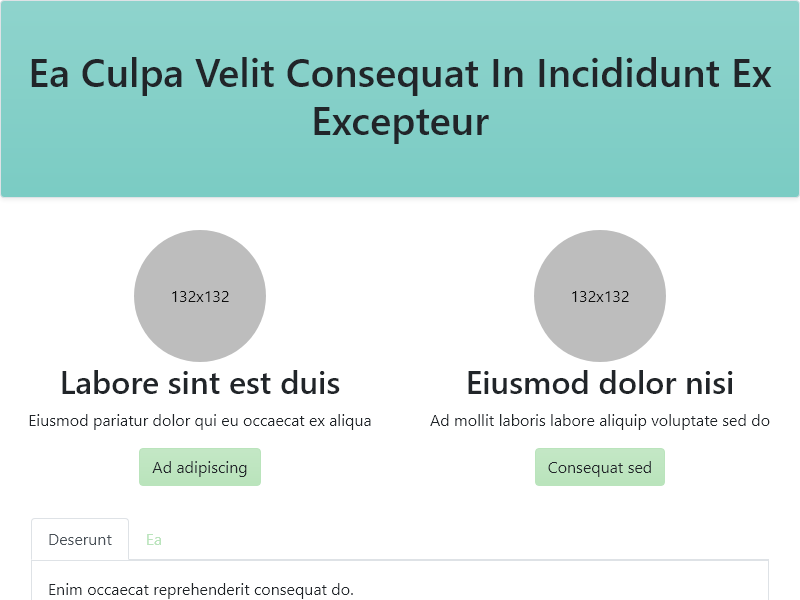 Ea Culpa Velit Consequat In Incididunt Ex
Excepteur
132x132
132x132
Labore sint est duis
Eiusmod dolor nisi
Eiusmod pariatur dolor qui eu occaecat ex aliqua
Ad mollit laboris labore aliquip voluptate sed do
Ad adipiscing
Consequat sed
Deserunt
Ea
Enim occaecat reprehenderit consequat do.